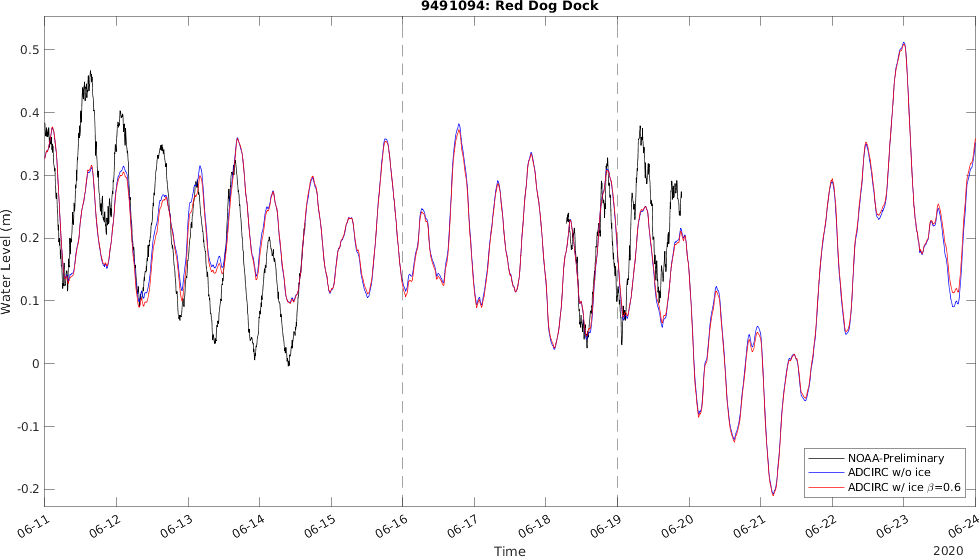 9491094: Red Dog Dock
Water Level (m)
0.5
0.4
0.3
0.2
0.1
0
-0.1
-0.2
NOAA-Preliminary
ADCIRC w/o ice
ADCIRC w/ ice β=0.6
06-11 06-12 06-13 06-14 06-15 06-16 06-17 06-18 06-19 06-20 06-21 06-22 06-23 06-24
Time
2020